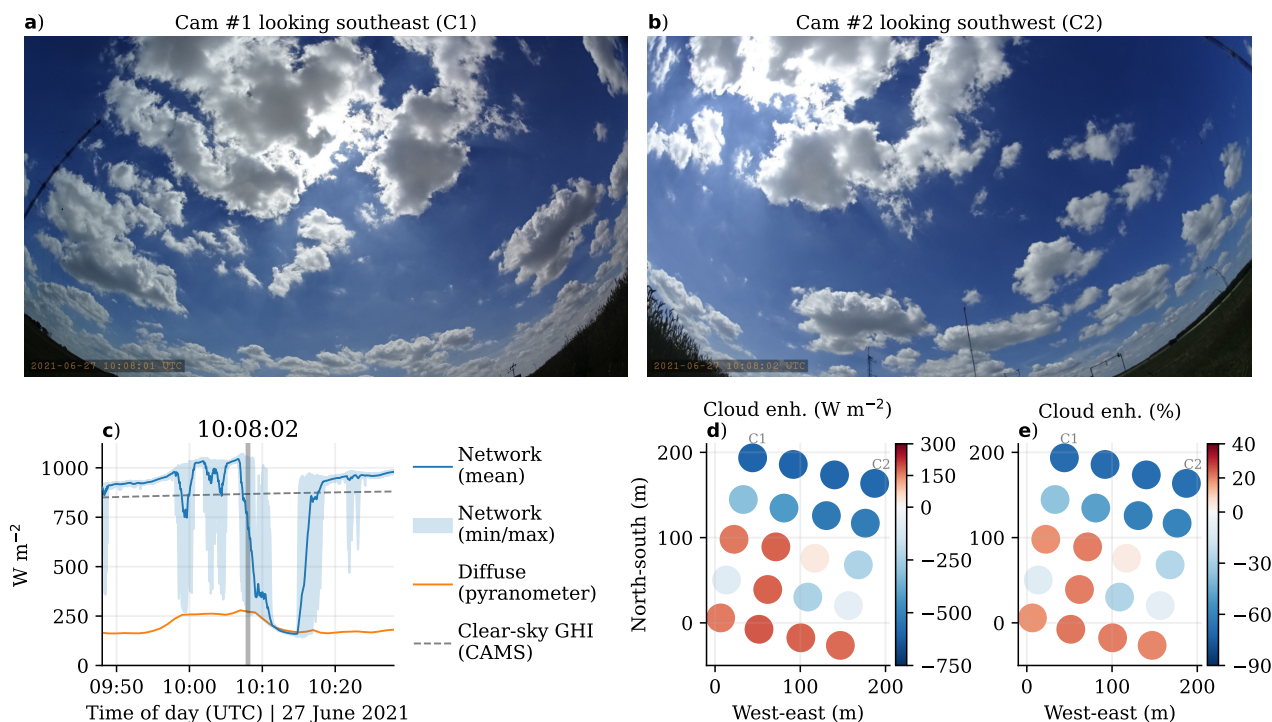 a) Cam #1 looking southeast (C1)
2021-06-27 10:08:01 UTC
b) Cam #2 looking southwest (C2)
2021-06-27 10:08:02 UTC
c) 10:08:02
1000
750
500
250
0
W m⁻²
09:50 10:00 10:10 10:20
Time of day (UTC) | 27 June 2021
Network
(mean)
Network
(min/max)
Diffuse
(pyranometer)
Clear-sky GHI
(CAMS)
Cloud enh. (W m⁻²)
d)
C1
C2
200
100
0
North-south (m)
0 100 200
West-east (m)
300
150
0
−250
−500
−750
Cloud enh. (%)
e)
C1
C2
200
100
0
0 100 200
West-east (m)
40
20
0
−30
−60
−90